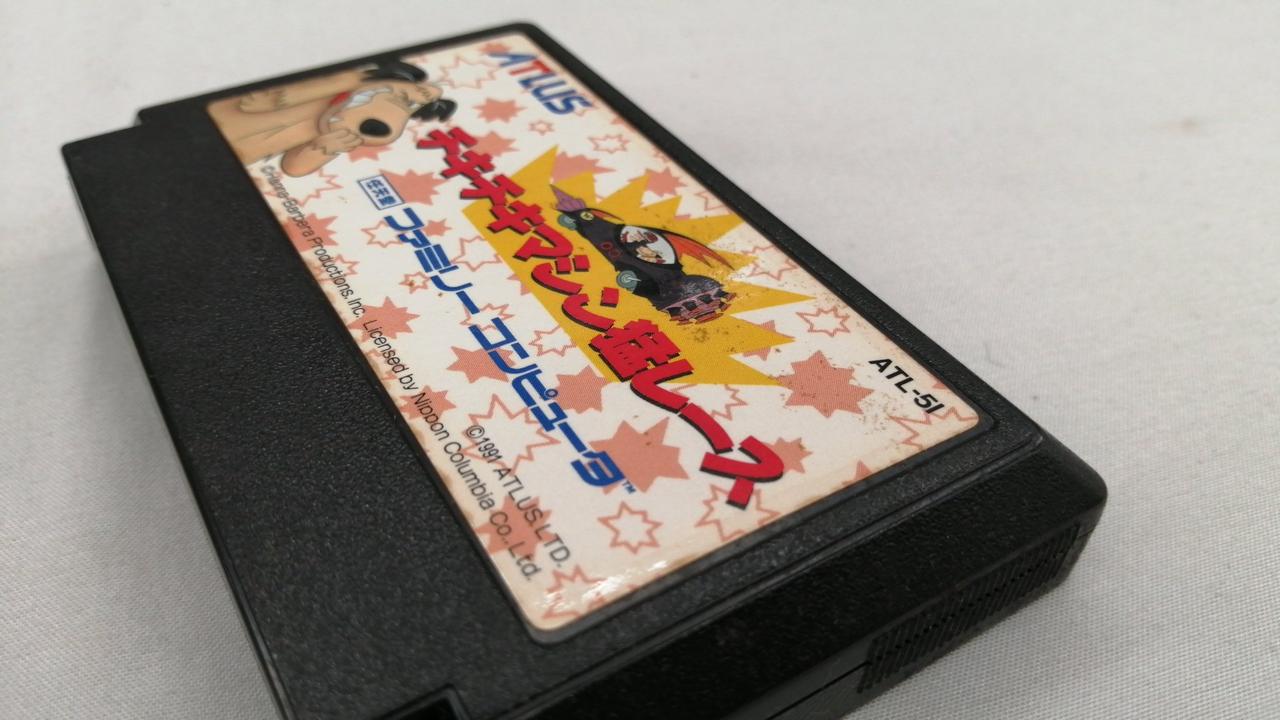 ATLUS
チキチキマシン猛レース
任天堂
ファミリーコンピュータ™
©1991 ATLUS.LTD.
©Hanna-Barbera Productions, Inc. Licensed by Nippon Columbia Co., Ltd.
ATL-5I